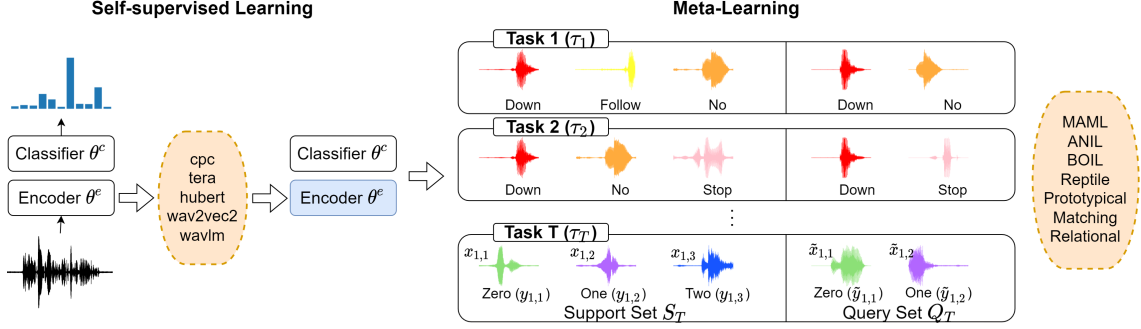 Self-supervised Learning
Classifier θ^c
Encoder θ^e
cpc
tera
hubert
wav2vec2
wavlm
Classifier θ^c
Encoder θ^e
Meta-Learning
Task 1 (τ_1)
Down Follow No Down No
Task 2 (τ_2)
Down No Stop Down Stop
⋮
Task T (τ_T)
x_{1,1} x_{1,2} x_{1,3} x̃_{1,1} x̃_{1,2}
Zero (y_{1,1}) One (y_{1,2}) Two (y_{1,3}) Zero (ỹ_{1,1}) One (ỹ_{1,2})
Support Set S_T Query Set Q_T
MAML
ANIL
BOIL
Reptile
Prototypical
Matching
Relational